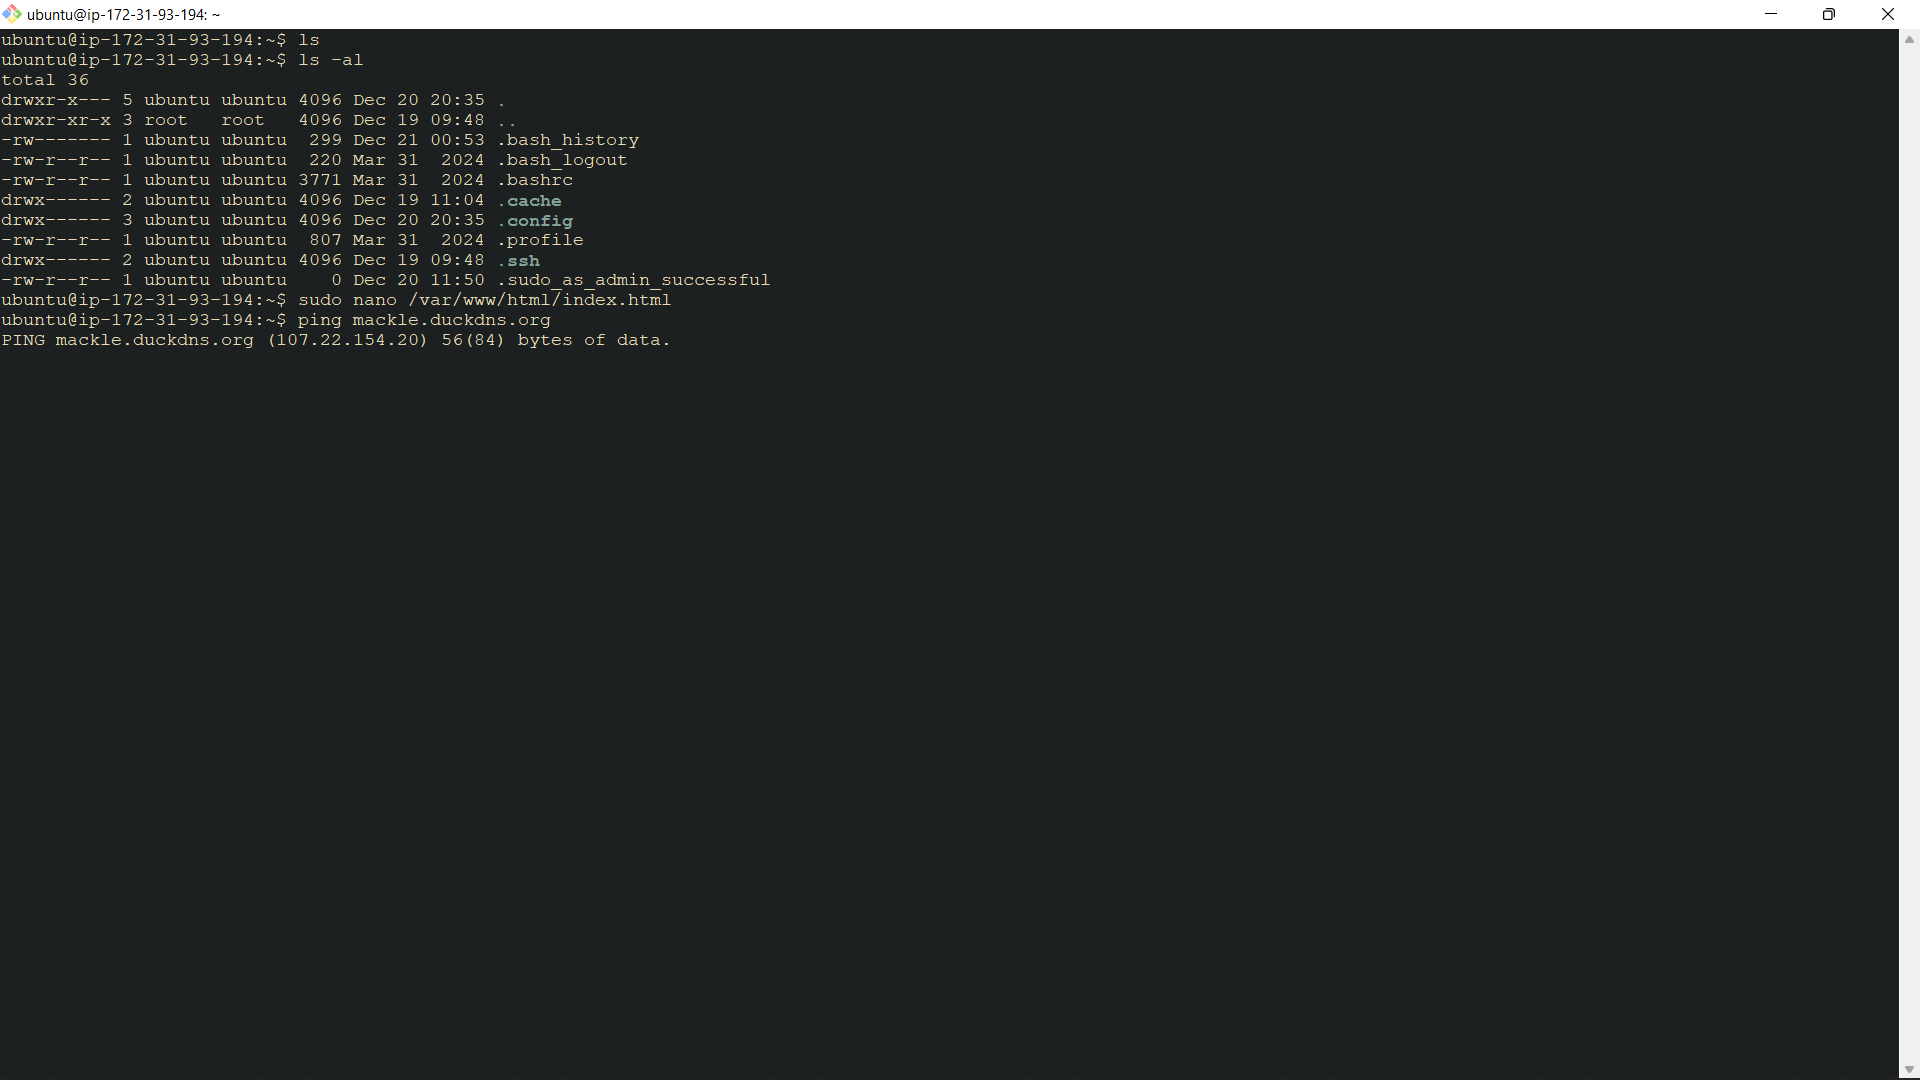 ubuntu@ip-172-31-93-194: ~
ubuntu@ip-172-31-93-194:~$ ls
ubuntu@ip-172-31-93-194:~$ ls -al
total 36
drwxr-x--- 5 ubuntu ubuntu 4096 Dec 20 20:35 .
drwxr-xr-x 3 root   root   4096 Dec 19 09:48 ..
-rw------- 1 ubuntu ubuntu  299 Dec 21 00:53 .bash_history
-rw-r--r-- 1 ubuntu ubuntu  220 Mar 31  2024 .bash_logout
-rw-r--r-- 1 ubuntu ubuntu 3771 Mar 31  2024 .bashrc
drwx------ 2 ubuntu ubuntu 4096 Dec 19 11:04 .cache
drwx------ 3 ubuntu ubuntu 4096 Dec 20 20:35 .config
-rw-r--r-- 1 ubuntu ubuntu  807 Mar 31  2024 .profile
drwx------ 2 ubuntu ubuntu 4096 Dec 19 09:48 .ssh
-rw-r--r-- 1 ubuntu ubuntu    0 Dec 20 11:50 .sudo_as_admin_successful
ubuntu@ip-172-31-93-194:~$ sudo nano /var/www/html/index.html
ubuntu@ip-172-31-93-194:~$ ping mackle.duckdns.org
PING mackle.duckdns.org (107.22.154.20) 56(84) bytes of data.